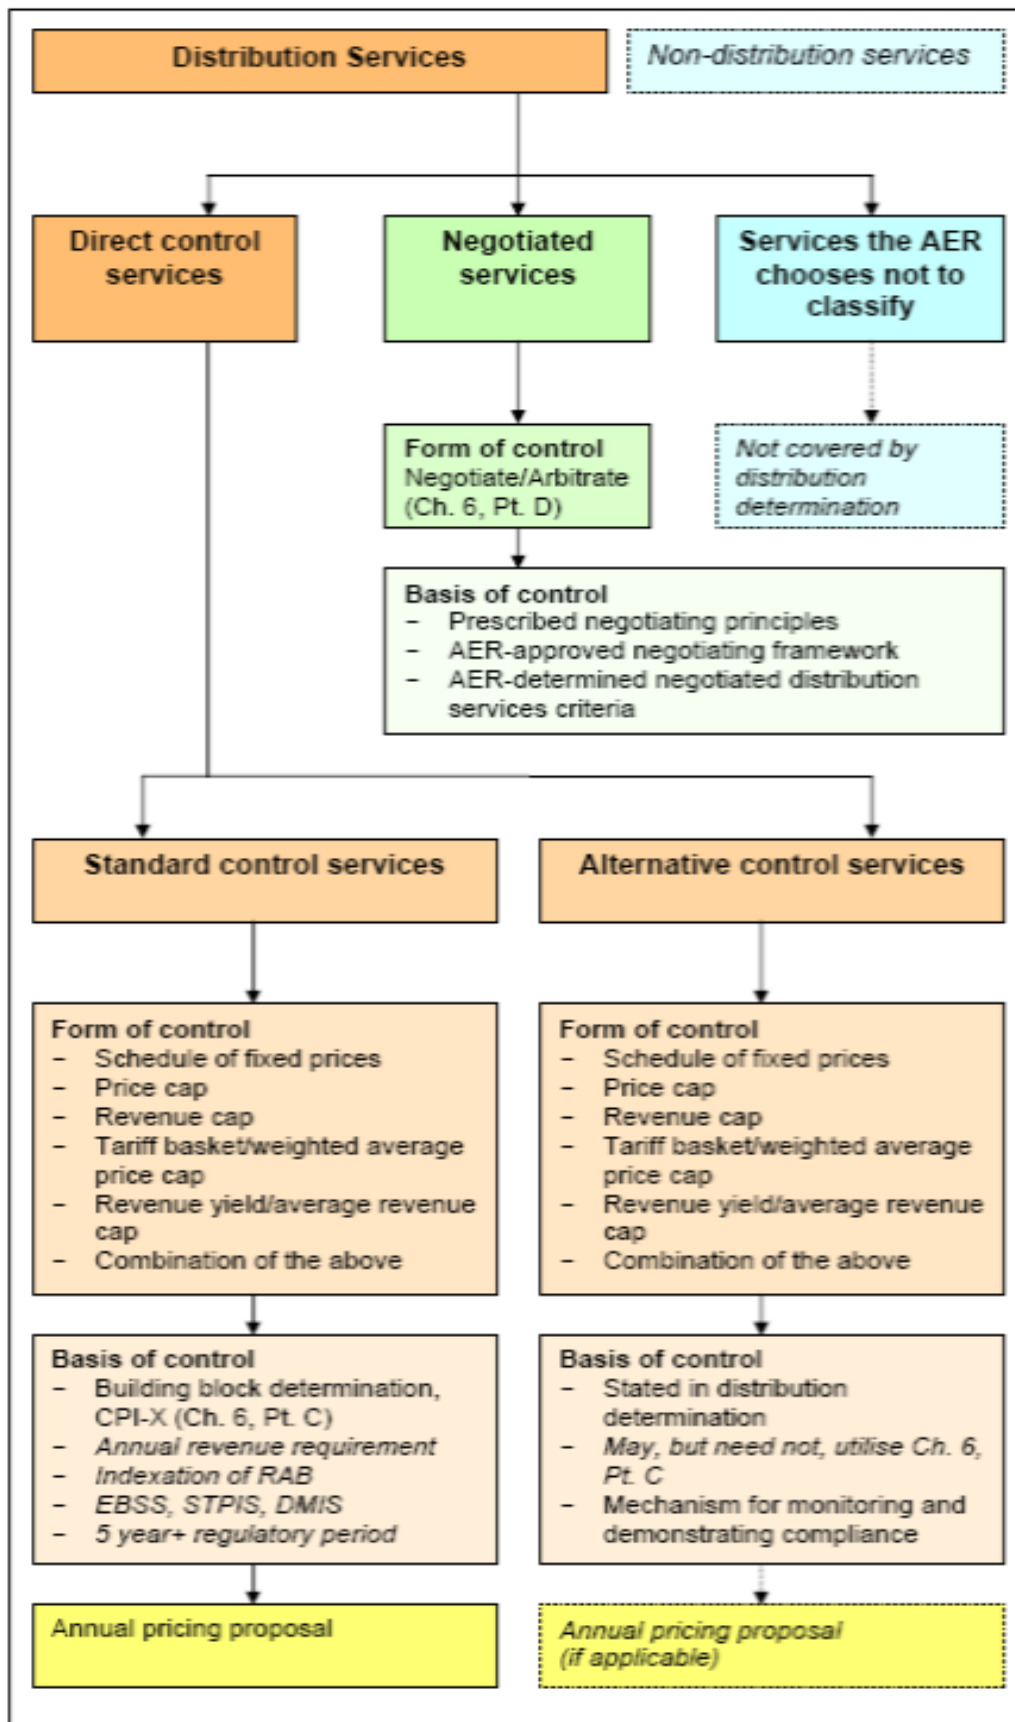 Distribution Services
Non-distribution services
Direct control
services
Negotiated
services
Services the AER
chooses not to
classify
Form of control
Negotiate/Arbitrate
(Ch. 6, Pt. D)
Not covered by
distribution
determination
Basis of control
- Prescribed negotiating principles
- AER-approved negotiating framework
- AER-determined negotiated distribution
services criteria
Standard control services
Alternative control services
Form of control
- Schedule of fixed prices
- Price cap
- Revenue cap
- Tariff basket/weighted average
price cap
- Revenue yield/average revenue
cap
- Combination of the above
Form of control
- Schedule of fixed prices
- Price cap
- Revenue cap
- Tariff basket/weighted average
price cap
- Revenue yield/average revenue
cap
- Combination of the above
Basis of control
- Building block determination,
CPI-X (Ch. 6, Pt. C)
- Annual revenue requirement
- Indexation of RAB
- EBSS, STPIS, DMIS
- 5 year+ regulatory period
Basis of control
- Stated in distribution
determination
- May, but need not, utilise Ch. 6,
Pt. C
- Mechanism for monitoring and
demonstrating compliance
Annual pricing proposal
Annual pricing proposal
(if applicable)